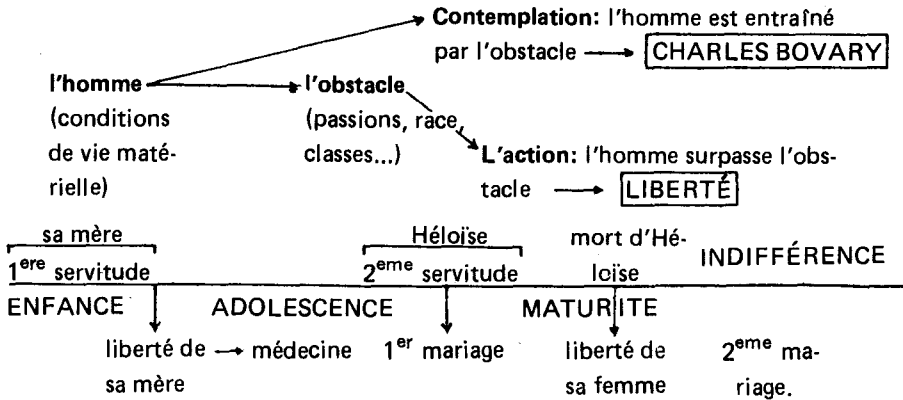 Contemplation: l'homme est entraîné
par l'obstacle → CHARLES BOVARY
l'homme
(conditions
de vie maté-
rielle)
l'obstacle
(passions, race,
classes...)
L'action: l'homme surpasse l'obs-
tacle → LIBERTÉ
sa mère
1ere servitude
Héloïse
2eme servitude
mort d'Hé-
loïse
INDIFFÉRENCE
ENFANCE
ADOLESCENCE
MATURITE
liberté de → médecine
sa mère
1er mariage
liberté de
sa femme
2eme ma-
riage.